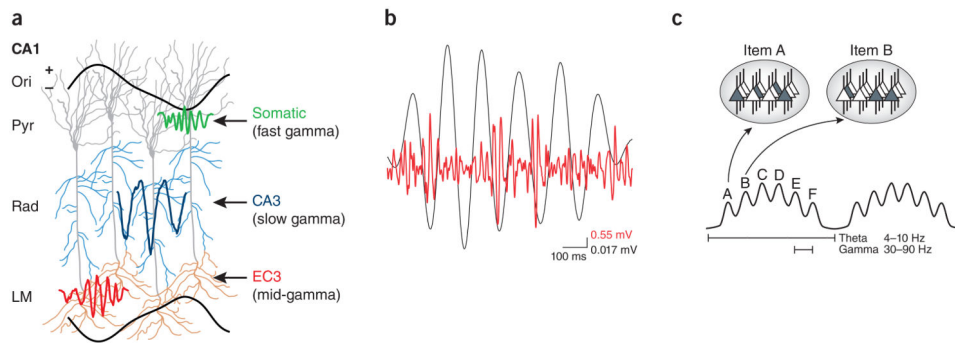 a
CA1
+
Ori
–
Pyr
Somatic
(fast gamma)
Rad
CA3
(slow gamma)
LM
EC3
(mid-gamma)
b
0.55 mV
0.017 mV
100 ms
c
Item A
Item B
A
B
C
D
E
F
Theta 4–10 Hz
Gamma 30–90 Hz